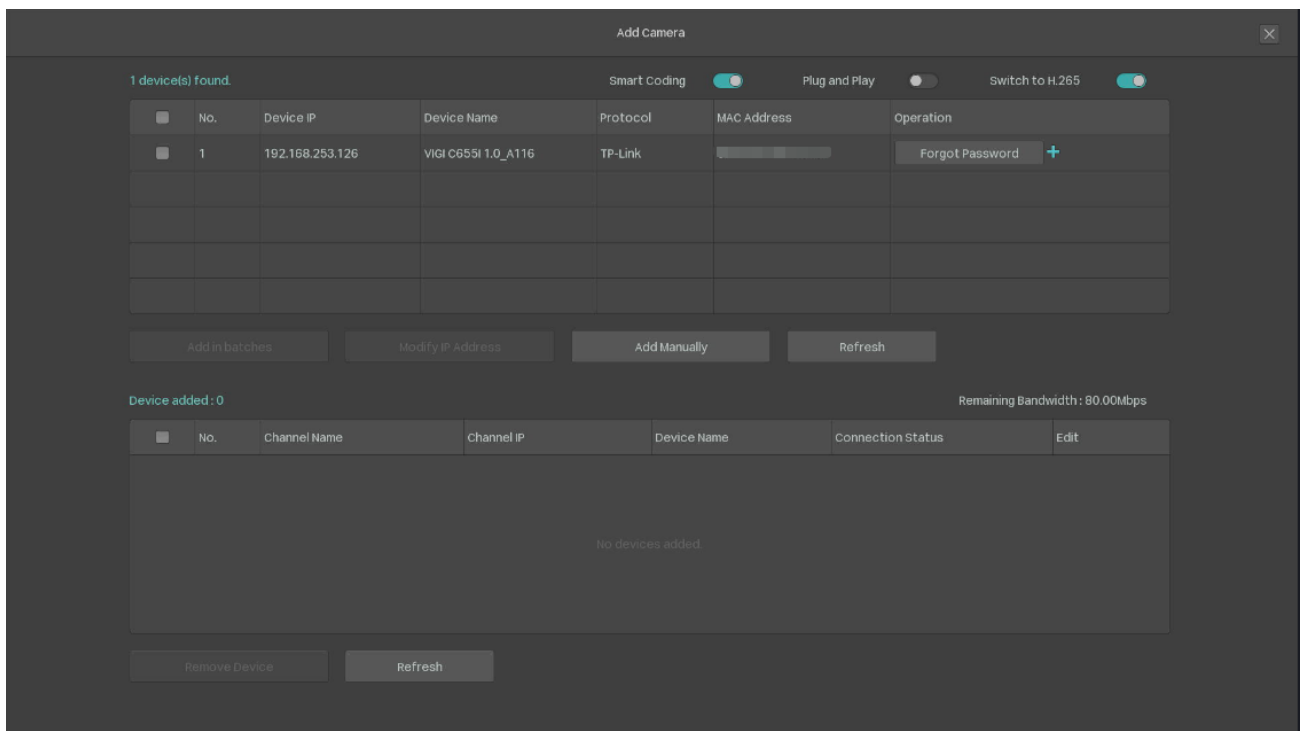 Add Camera
1 device(s) found. Smart Coding Plug and Play Switch to H.265
No. Device IP Device Name Protocol MAC Address Operation
1 192.168.253.126 VIGI C655I 1.0_A116 TP-Link Forgot Password +
Add in batches Modify IP Address Add Manually Refresh
Device added : 0 Remaining Bandwidth : 80.00Mbps
No. Channel Name Channel IP Device Name Connection Status Edit
No devices added.
Remove Device Refresh